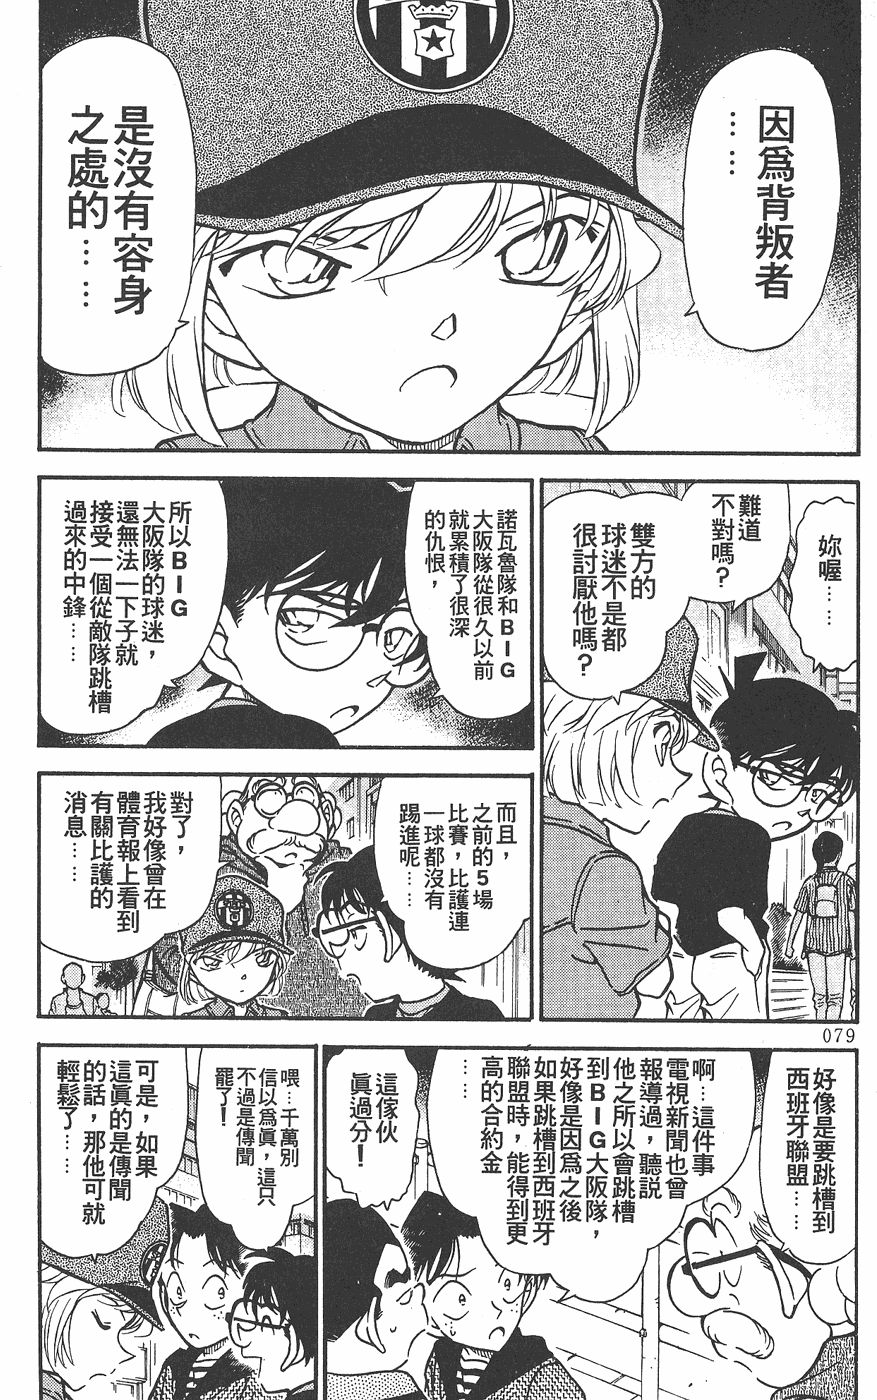 因為背叛者
……
是沒有容身
之處的……
妳喔……
難道
不對嗎？
雙方的
球迷不是都
很討厭他嗎？
諾瓦魯隊和BIG
大阪隊從很久以前
就累積了很深
的仇恨，
所以BIG
大阪隊的球迷，
還無法一下子就
接受一個從敵隊跳槽
過來的中鋒……
而且，
之前的5場
比賽，比護連
一球都沒有
踢進呢……
對了，
我好像曾在
體育報上看到
有關比護的
消息……
079
好像是要跳槽到
西班牙聯盟……
啊…這件事
電視新聞也曾
報導過，聽說
他之所以會跳槽
到BIG大阪隊，
好像是因為之後
如果跳槽到西班牙
聯盟時，能得到更
高的合約金
……
這傢伙
眞過分！
喂…千萬別
信以為眞，這只
不過是傳聞
罷了！
可是，如果
這眞的是傳聞
的話，那他可就
輕鬆了……